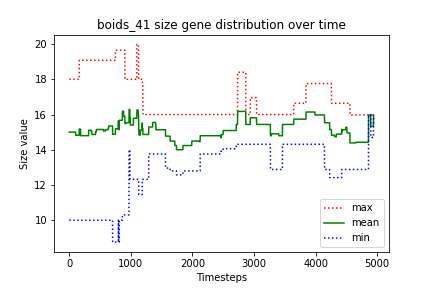 boids_41 size gene distribution over time
Size value
20
18
16
14
12
10
0
1000
2000
3000
4000
5000
Timesteps
max
mean
min